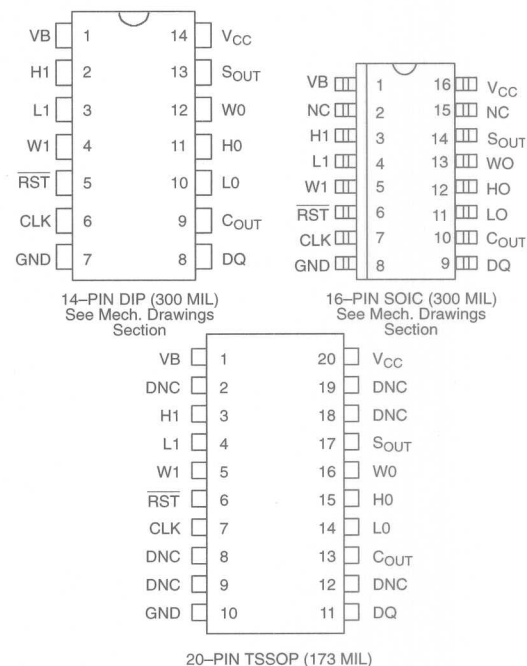 VB 1 14 VCC
H1 2 13 SOUT
L1 3 12 W0
W1 4 11 H0
RST 5 10 L0
CLK 6 9 COUT
GND 7 8 DQ
14–PIN DIP (300 MIL)
See Mech. Drawings
Section
VB 1 16 VCC
NC 2 15 NC
H1 3 14 SOUT
L1 4 13 WO
W1 5 12 HO
RST 6 11 LO
CLK 7 10 COUT
GND 8 9 DQ
16–PIN SOIC (300 MIL)
See Mech. Drawings
Section
VB 1 20 VCC
DNC 2 19 DNC
H1 3 18 DNC
L1 4 17 SOUT
W1 5 16 W0
RST 6 15 H0
CLK 7 14 L0
DNC 8 13 COUT
DNC 9 12 DNC
GND 10 11 DQ
20–PIN TSSOP (173 MIL)